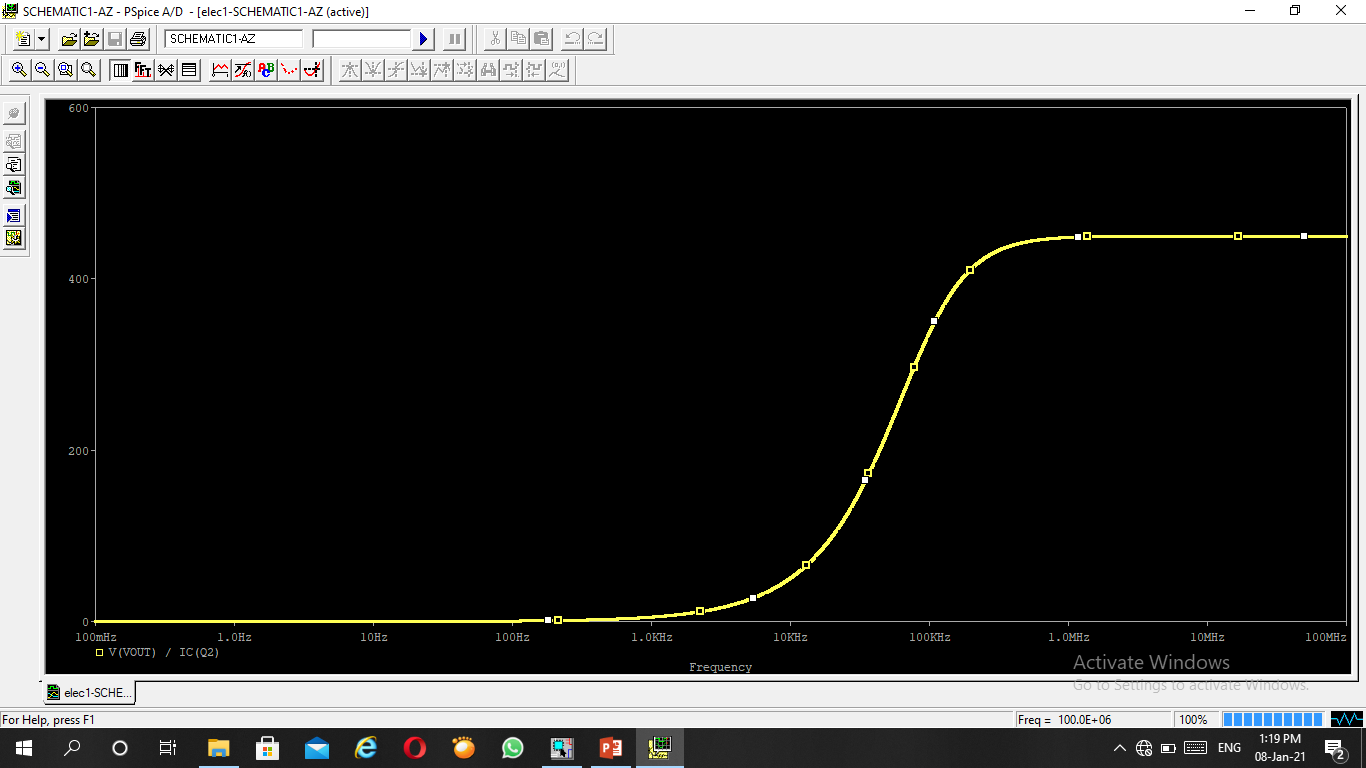 SCHEMATIC1-AZ - PSpice A/D - [elec1-SCHEMATIC1-AZ (active)]
SCHEMATIC1-AZ
600
400
200
0
100mHz 1.0Hz 10Hz 100Hz 1.0KHz 10KHz 100KHz 1.0MHz 10MHz 100MHz
V(VOUT) / IC(Q2)
Frequency
Activate Windows
Go to Settings to activate Windows.
elec1-SCHE...
For Help, press F1
Freq = 100.0E+06
100%
ENG
1:19 PM
08-Jan-21
2